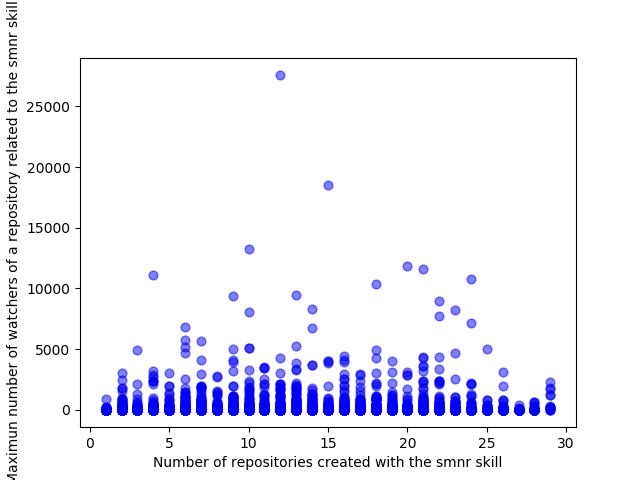 Maximun number of watchers of a repository related to the smnr skill
25000
20000
15000
10000
5000
0
0 5 10 15 20 25 30
Number of repositories created with the smnr skill